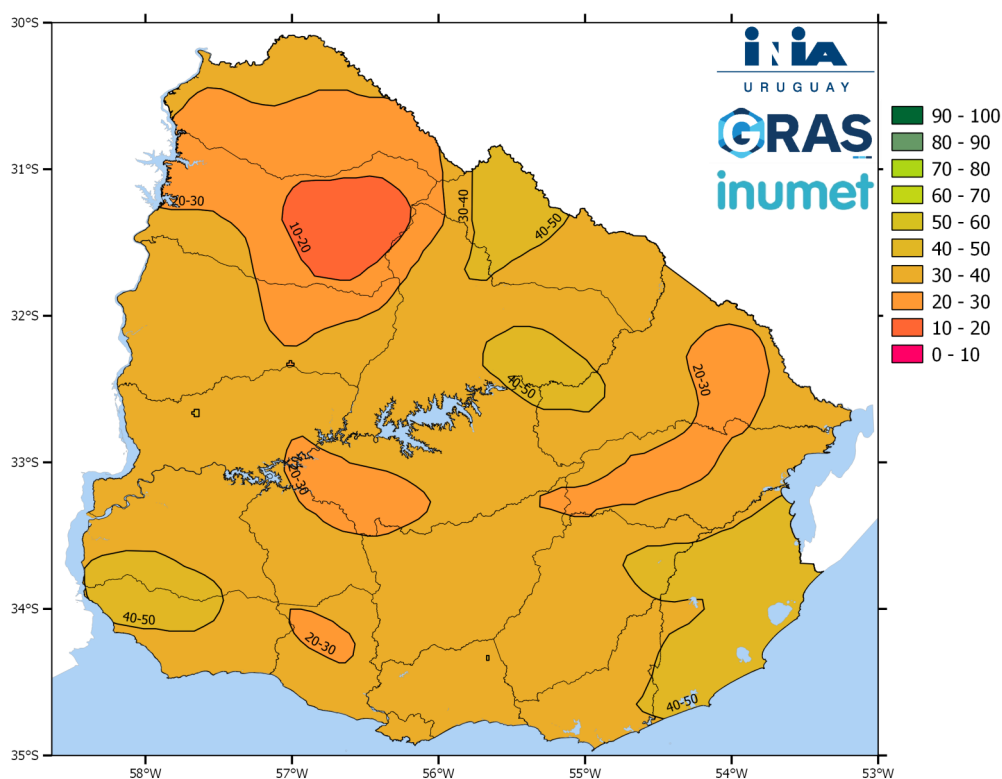 30°S
31°S
32°S
33°S
34°S
35°S
58°W
57°W
56°W
55°W
54°W
53°W
iNiA
URUGUAY
GRAS
inumet
90 - 100
80 - 90
70 - 80
60 - 70
50 - 60
40 - 50
30 - 40
20 - 30
10 - 20
0 - 10
20-30
10-20
30-40
40-50
40-50
20-30
20-30
40-50
20-30
40-50